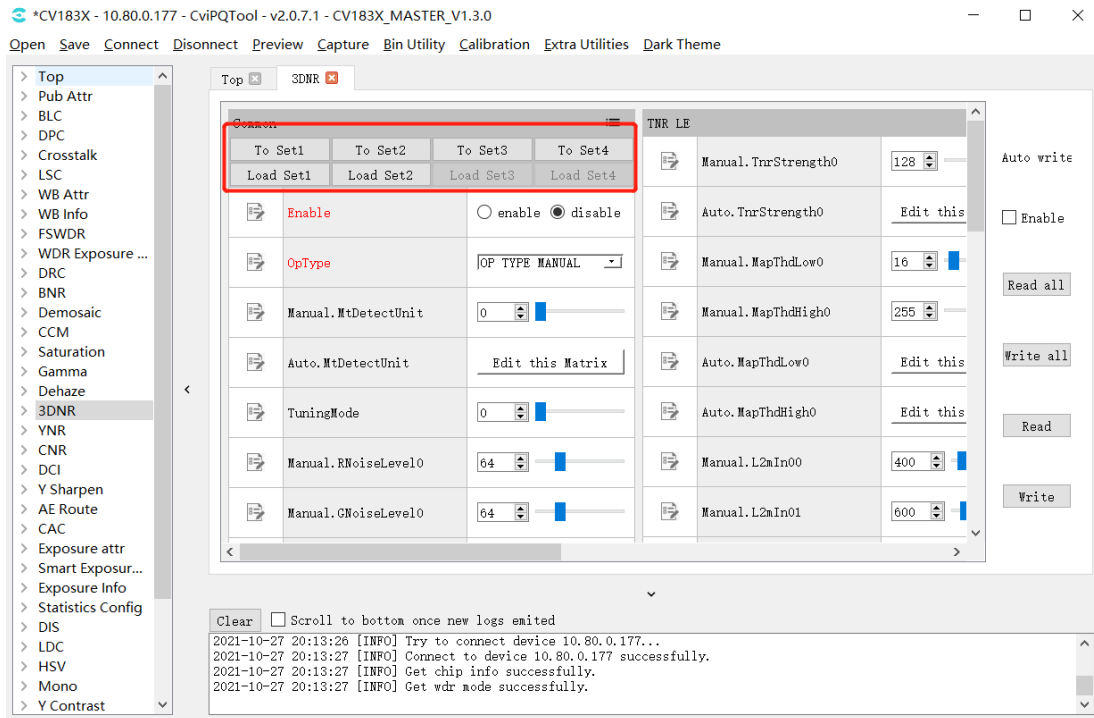 *CV183X - 10.80.0.177 - CviPQTool - v2.0.7.1 - CV183X_MASTER_V1.3.0
Open Save Connect Disonnect Preview Capture Bin Utility Calibration Extra Utilities Dark Theme
Top
Pub Attr
BLC
DPC
Crosstalk
LSC
WB Attr
WB Info
FSWDR
WDR Exposure ...
DRC
BNR
Demosaic
CCM
Saturation
Gamma
Dehaze
3DNR
YNR
CNR
DCI
Y Sharpen
AE Route
CAC
Exposure attr
Smart Exposur...
Exposure Info
Statistics Config
DIS
LDC
HSV
Mono
Y Contrast
Top 3DNR
Common
To Set1 To Set2 To Set3 To Set4
Load Set1 Load Set2 Load Set3 Load Set4
Enable enable disable
OpType OP TYPE MANUAL
Manual.MtDetectUnit 0
Auto.MtDetectUnit Edit this Matrix
TuningMode 0
Manual.RNoiseLevel0 64
Manual.GNoiseLevel0 64
TNR LE
Manual.TnrStrength0 128
Auto.TnrStrength0 Edit this
Manual.MapThdLow0 16
Manual.MapThdHigh0 255
Auto.MapThdLow0 Edit this
Auto.MapThdHigh0 Edit this
Manual.L2mIn00 400
Manual.L2mIn01 600
Auto write
Enable
Read all
Write all
Read
Write
Clear Scroll to bottom once new logs emited
2021-10-27 20:13:26 [INFO] Try to connect device 10.80.0.177...
2021-10-27 20:13:27 [INFO] Connect to device 10.80.0.177 successfully.
2021-10-27 20:13:27 [INFO] Get chip info successfully.
2021-10-27 20:13:27 [INFO] Get wdr mode successfully.